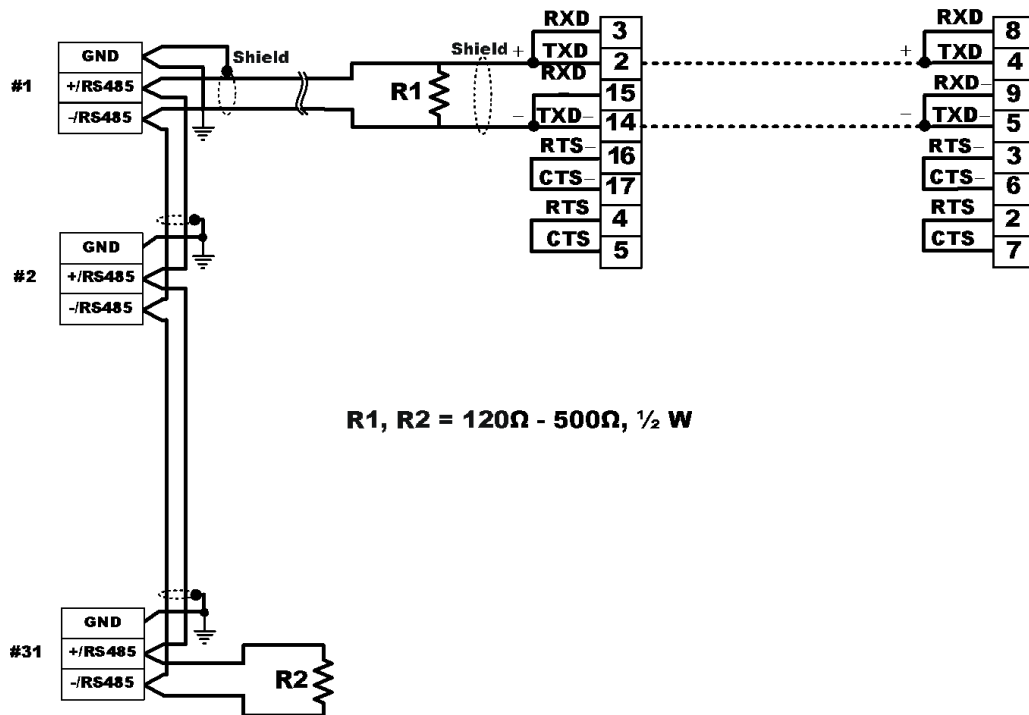 #1
GND
+/RS485
-/RS485
Shield
R1
Shield
+
−
RXD 3
TXD 2
RXD− 15
TXD− 14
RTS− 16
CTS− 17
RTS 4
CTS 5
+
−
RXD 8
TXD 4
RXD− 9
TXD− 5
RTS− 3
CTS− 6
RTS 2
CTS 7
#2
GND
+/RS485
-/RS485
R1, R2 = 120Ω - 500Ω, ½ W
#31
GND
+/RS485
-/RS485
R2